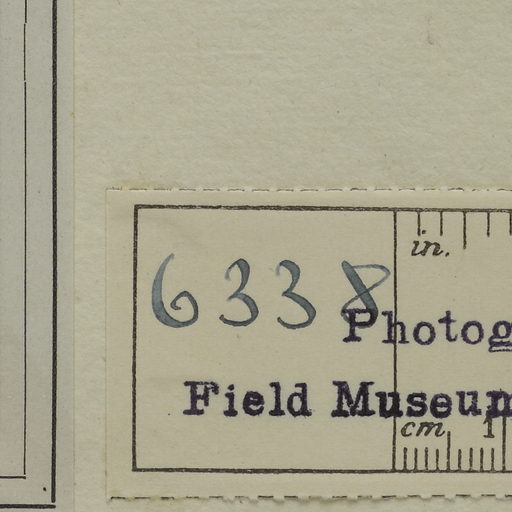 in.
6338
Photog
Field Museum
cm 1